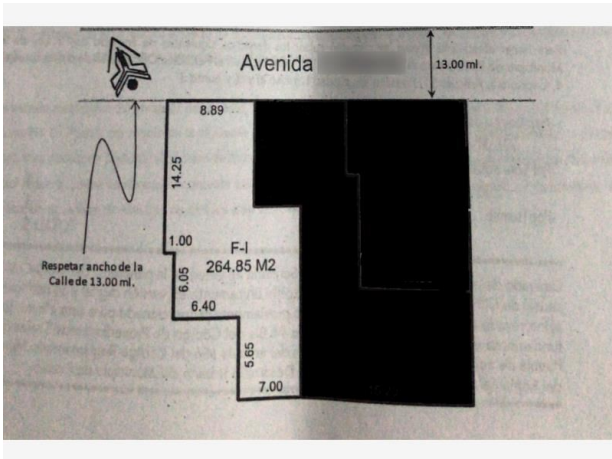 Avenida
13.00 ml.
8.89
14.25
1.00
F-I
264.85 M2
Respetar ancho de la
Calle de 13.00 ml.
6.05
6.40
5.65
7.00